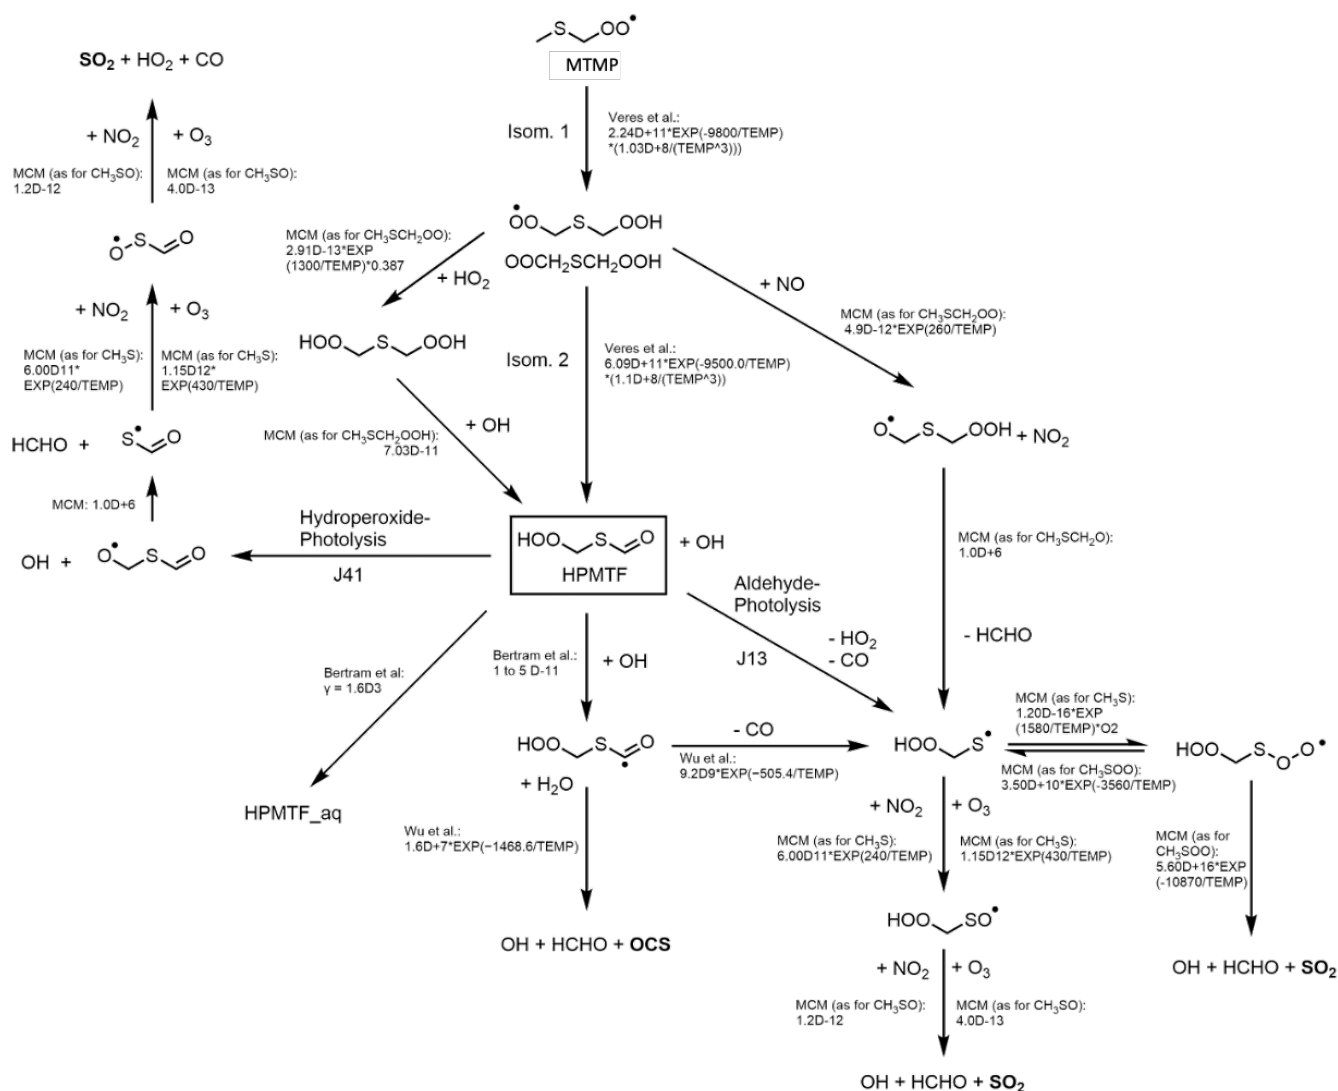 S OO•
MTMP
SO2 + HO2 + CO
+ NO2 + O3
MCM (as for CH3SO):
1.2D-12
MCM (as for CH3SO):
4.0D-13
Isom. 1
Veres et al.:
2.24D+11*EXP(-9800/TEMP)
*(1.03D+8/(TEMP^3)))
•OO S OOH
OOCH2SCH2OOH
MCM (as for CH3SCH2OO):
2.91D-13*EXP
(1300/TEMP)*0.387
+ HO2
+ NO
MCM (as for CH3SCH2OO):
4.9D-12*EXP(260/TEMP)
O• S O
+ NO2 + O3
MCM (as for CH3S):
6.00D11*
EXP(240/TEMP)
MCM (as for CH3S):
1.15D12*
EXP(430/TEMP)
HOO S OOH
Isom. 2
Veres et al.:
6.09D+11*EXP(-9500.0/TEMP)
*(1.1D+8/(TEMP^3))
MCM (as for CH3SCH2OOH):
7.03D-11
+ OH
O• S OOH + NO2
HCHO + S• O
MCM: 1.0D+6
OH + O• S O
Hydroperoxide-
Photolysis
J41
HOO S O
HPMTF
+ OH
MCM (as for CH3SCH2O):
1.0D+6
- HCHO
Aldehyde-
Photolysis
J13
- HO2
- CO
Bertram et al:
γ = 1.6D3
HPMTF_aq
Bertram et al.:
1 to 5 D-11
+ OH
HOO S O •
+ H2O
- CO
Wu et al.:
9.2D9*EXP(−505.4/TEMP)
HOO S•
MCM (as for CH3S):
1.20D-16*EXP
(1580/TEMP)*O2
MCM (as for CH3SOO):
3.50D+10*EXP(-3560/TEMP)
HOO S O O•
Wu et al.:
1.6D+7*EXP(−1468.6/TEMP)
OH + HCHO + OCS
+ NO2 + O3
MCM (as for CH3S):
6.00D11*EXP(240/TEMP)
MCM (as for CH3S):
1.15D12*EXP(430/TEMP)
MCM (as for
CH3SOO):
5.60D+16*EXP
(-10870/TEMP)
OH + HCHO + SO2
HOO SO•
+ NO2 + O3
MCM (as for CH3SO):
1.2D-12
MCM (as for CH3SO):
4.0D-13
OH + HCHO + SO2